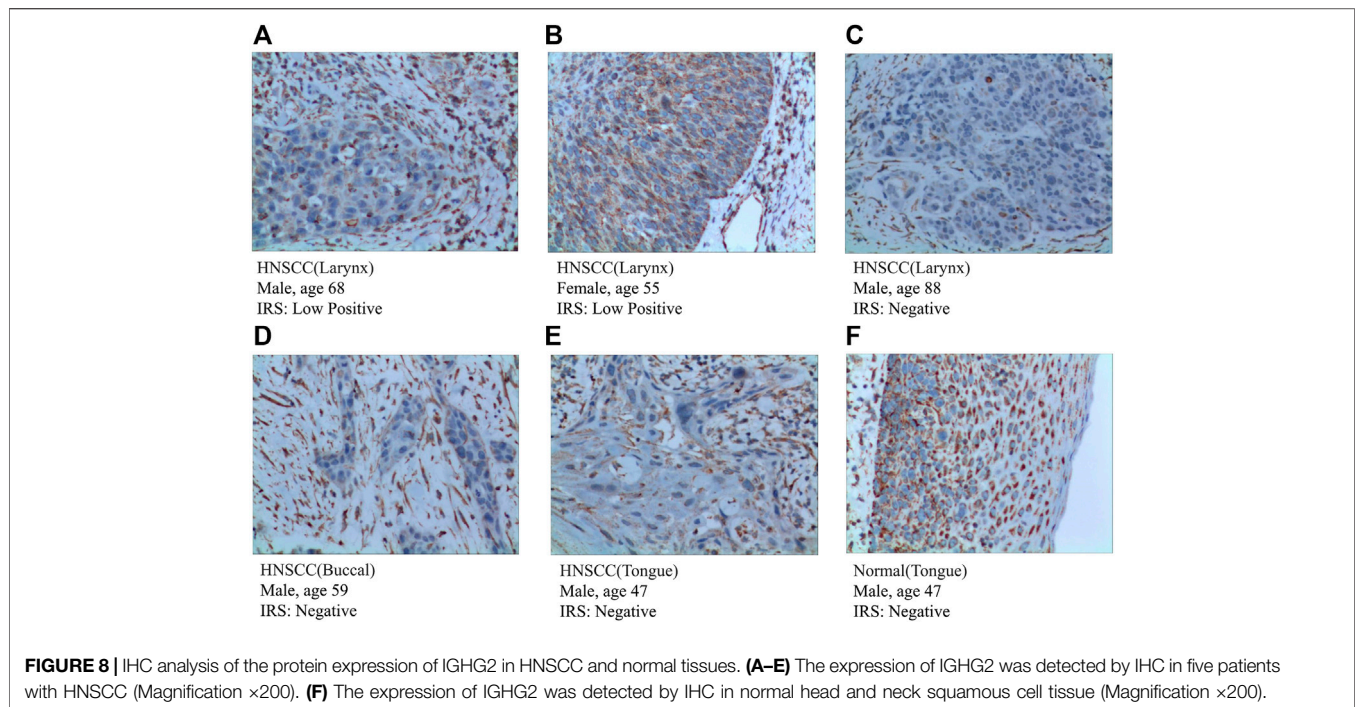 A
B
C
HNSCC(Larynx)
Male, age 68
IRS: Low Positive
HNSCC(Larynx)
Female, age 55
IRS: Low Positive
HNSCC(Larynx)
Male, age 88
IRS: Negative
D
E
F
HNSCC(Buccal)
Male, age 59
IRS: Negative
HNSCC(Tongue)
Male, age 47
IRS: Negative
Normal(Tongue)
Male, age 47
IRS: Negative
FIGURE 8 | IHC analysis of the protein expression of IGHG2 in HNSCC and normal tissues. (A–E) The expression of IGHG2 was detected by IHC in five patients
with HNSCC (Magnification ×200). (F) The expression of IGHG2 was detected by IHC in normal head and neck squamous cell tissue (Magnification ×200).